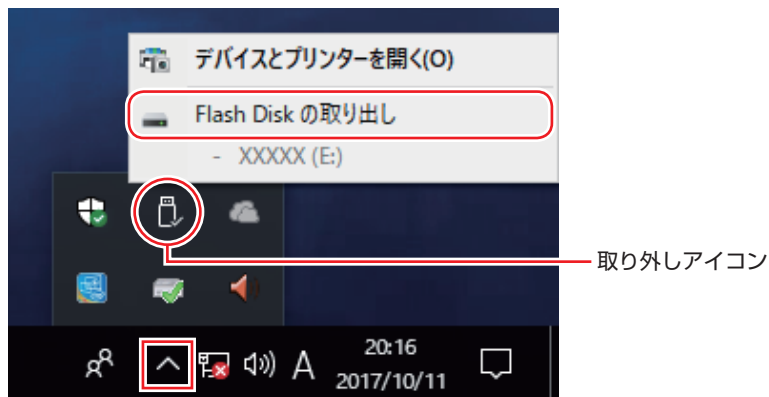 デバイスとプリンターを開く(O)
Flash Disk の取り出し
- XXXXX (E:)
取り外しアイコン
A
20:16
2017/10/11